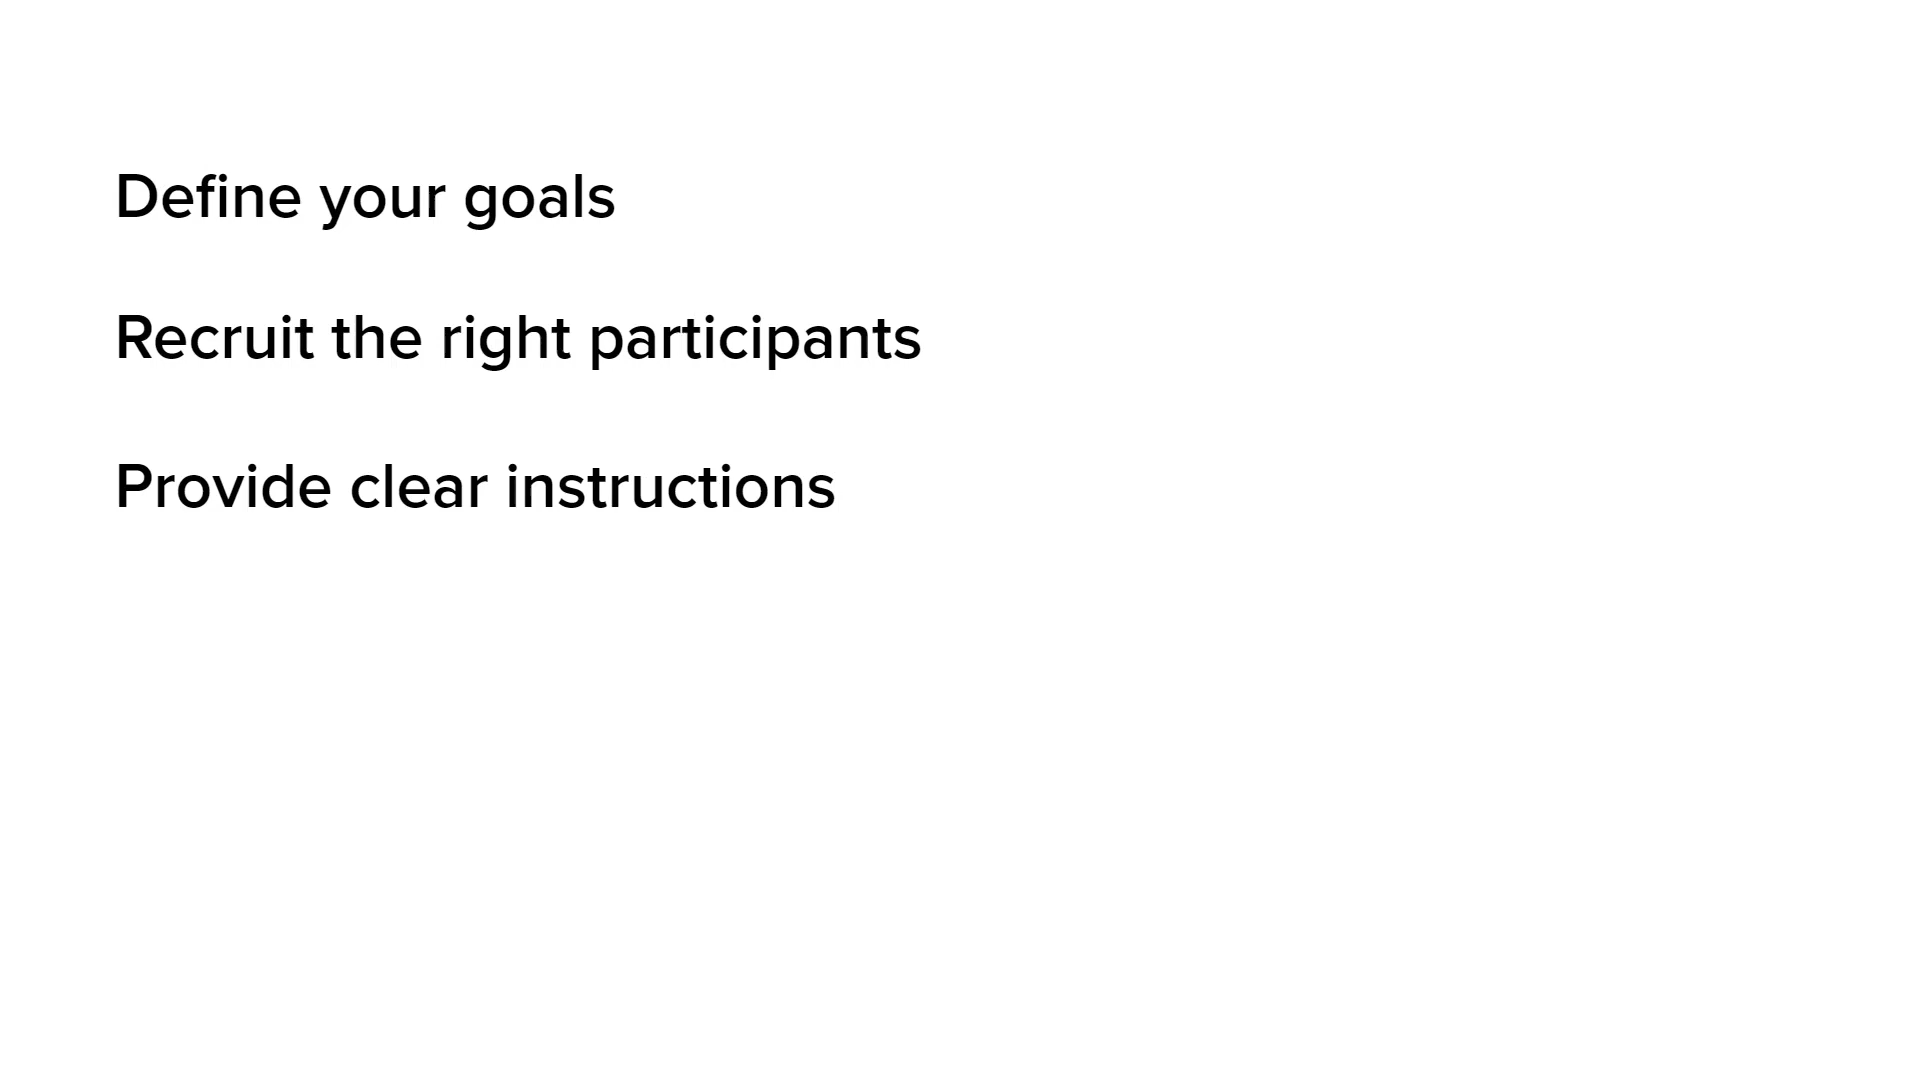 Define your goals
Recruit the right participants
Provide clear instructions